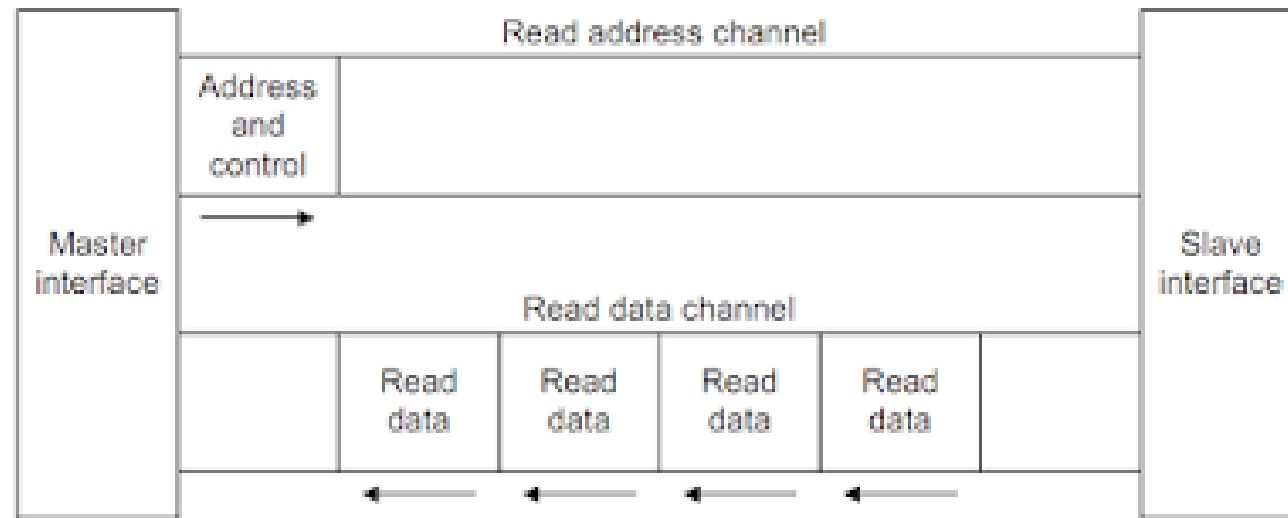 Read address channel
Address
and
control
Master
interface
Slave
interface
Read data channel
Read
data
Read
data
Read
data
Read
data